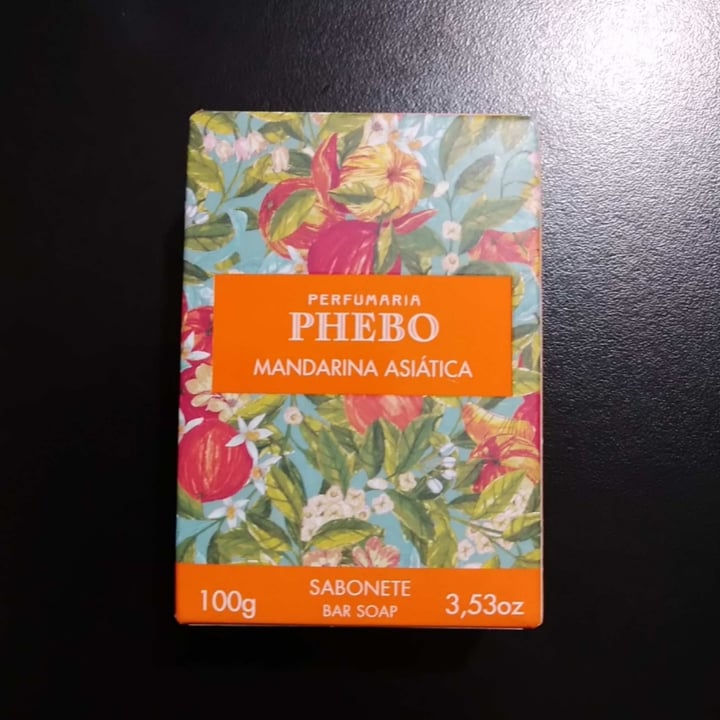 PERFUMARIA
PHEBO
MANDARINA ASIÁTICA
SABONETE
100g BAR SOAP 3,53oz